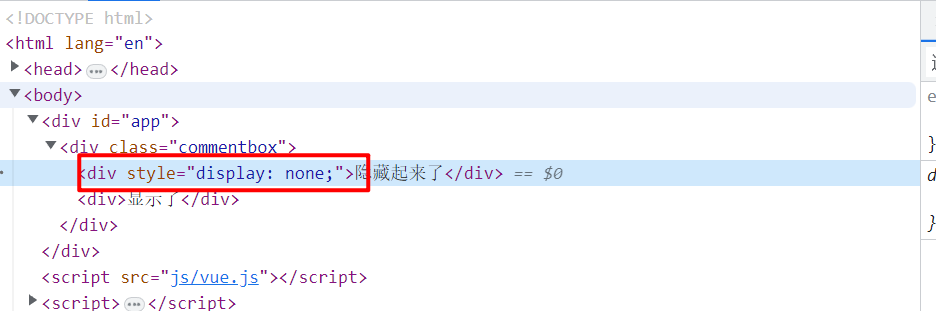 <!DOCTYPE html>
<html lang="en">
<head> ••• </head>
<body>
<div id="app">
<div class="commentbox">
<div style="display: none;">隐藏起来了</div> == $0
<div>显示了</div>
</div>
</div>
<script src="js/vue.js"></script>
<script> ••• </script>
e
}
d
}